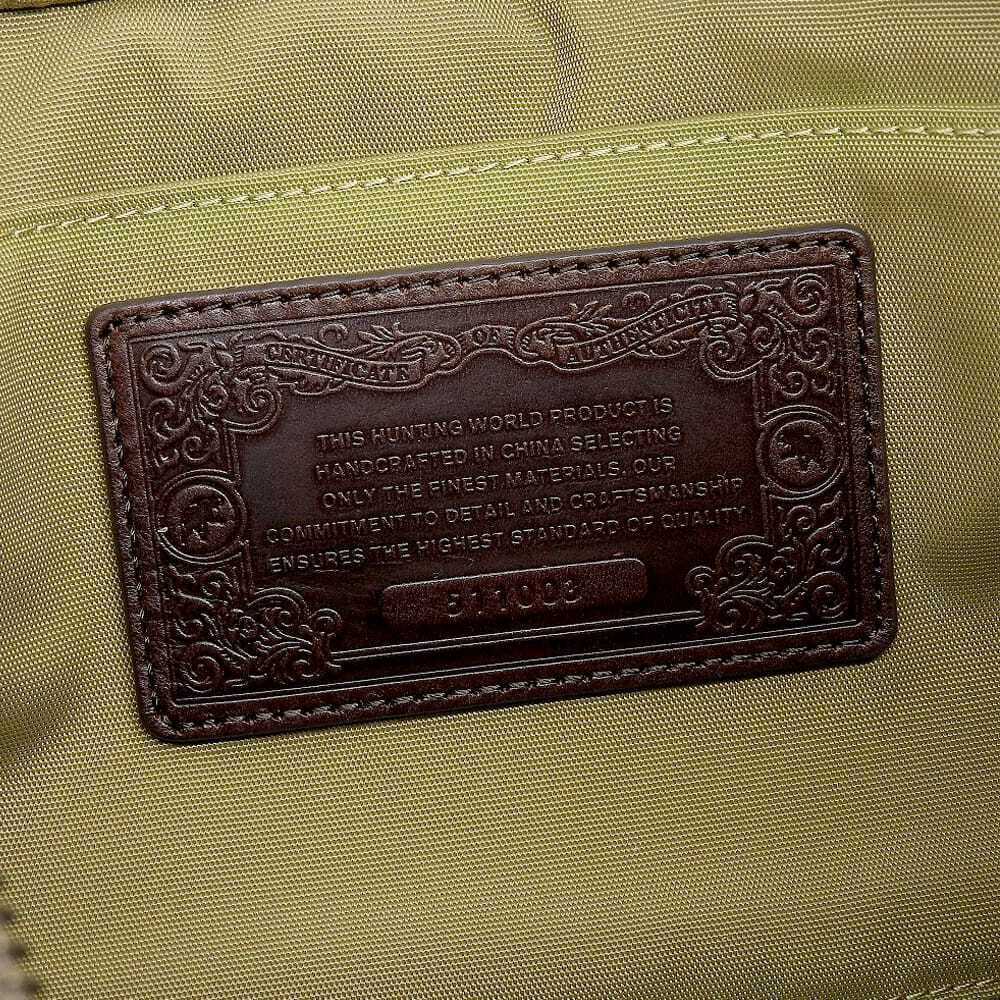 CERTIFICATE OF AUTHENTICITY
THIS HUNTING WORLD PRODUCT IS
HANDCRAFTED IN CHINA SELECTING
ONLY THE FINEST MATERIALS. OUR
COMMITMENT TO DETAIL AND CRAFTSMANSHIP
ENSURES THE HIGHEST STANDARD OF QUALITY.